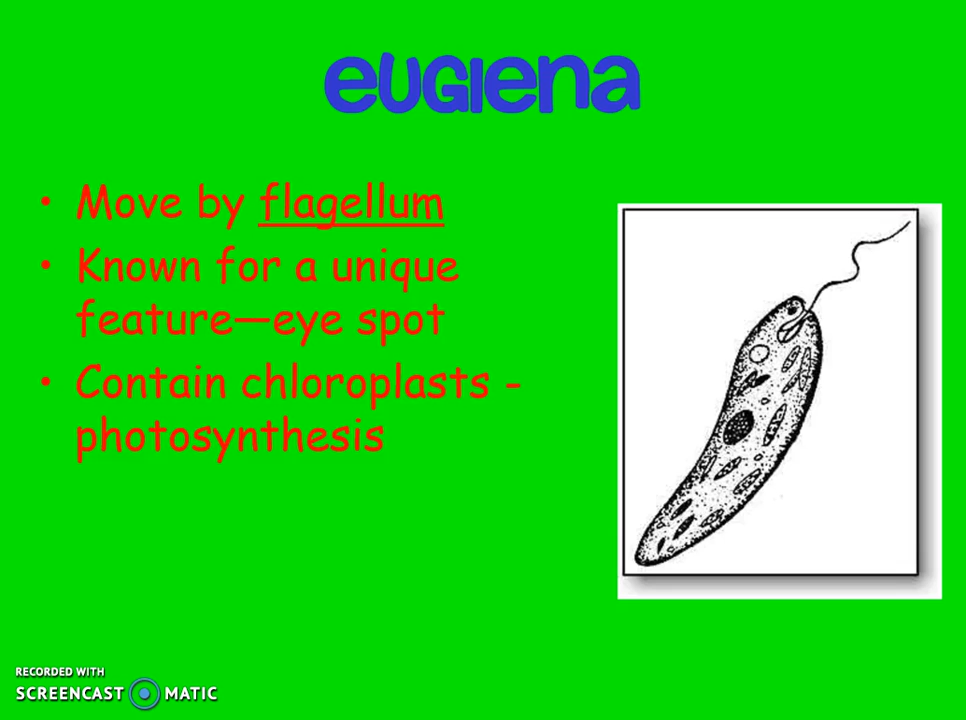 euglena
• Move by flagellum
• Known for a unique
feature—eye spot
• Contain chloroplasts -
photosynthesis
RECORDED WITH
SCREENCAST MATIC